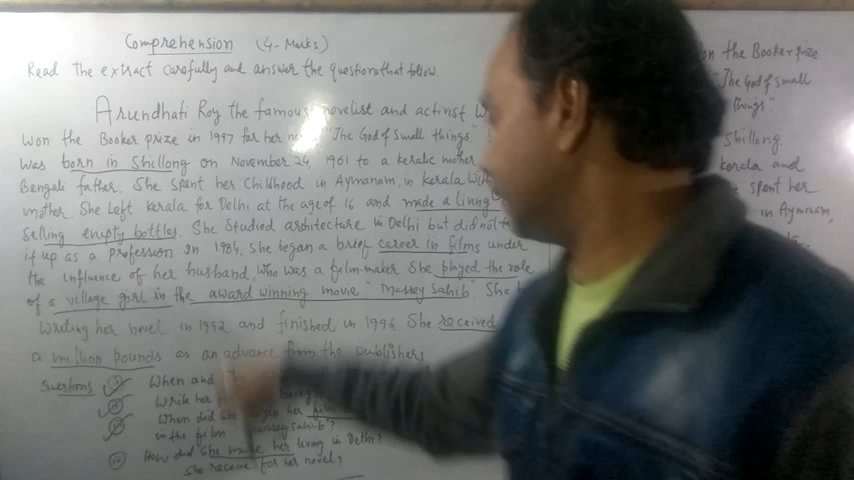 Comprehension (4-Marks)
Read The extract carefully and answer the questions that follow.
Arundhati Roy the famous novelist and activist W
won the Booker prize in 1997 for her "The God of Small things."
was born in Shillong on November 24, 1961 to a keralic mother
Bengali father. She spent her Childhood in Aymanam, in kerala With
mother. She Left kerala for Delhi at the age of 16 and made a living
Selling empty bottles. She Studied architecture in Delhi but did not
it up as a profession In 1984, She began a brief career in films under
the influence of her husband, who was a film-maker She played the role
of a village girl in the award winning movie "Massey Sahib" She
Writing her novel in 1992 and finished in 1996 She received
a million pounds as an advance from the publishers
Questions (i) When and
(ii) Write her
(iii) When did She her
in the film Massey Sahib"?
(iv) How did She make her living in Delhi?
She receive for her novel?
on the Booker prize
"The God of Small
things."
Shillong.
kerala and
spent her
in Aymanam,